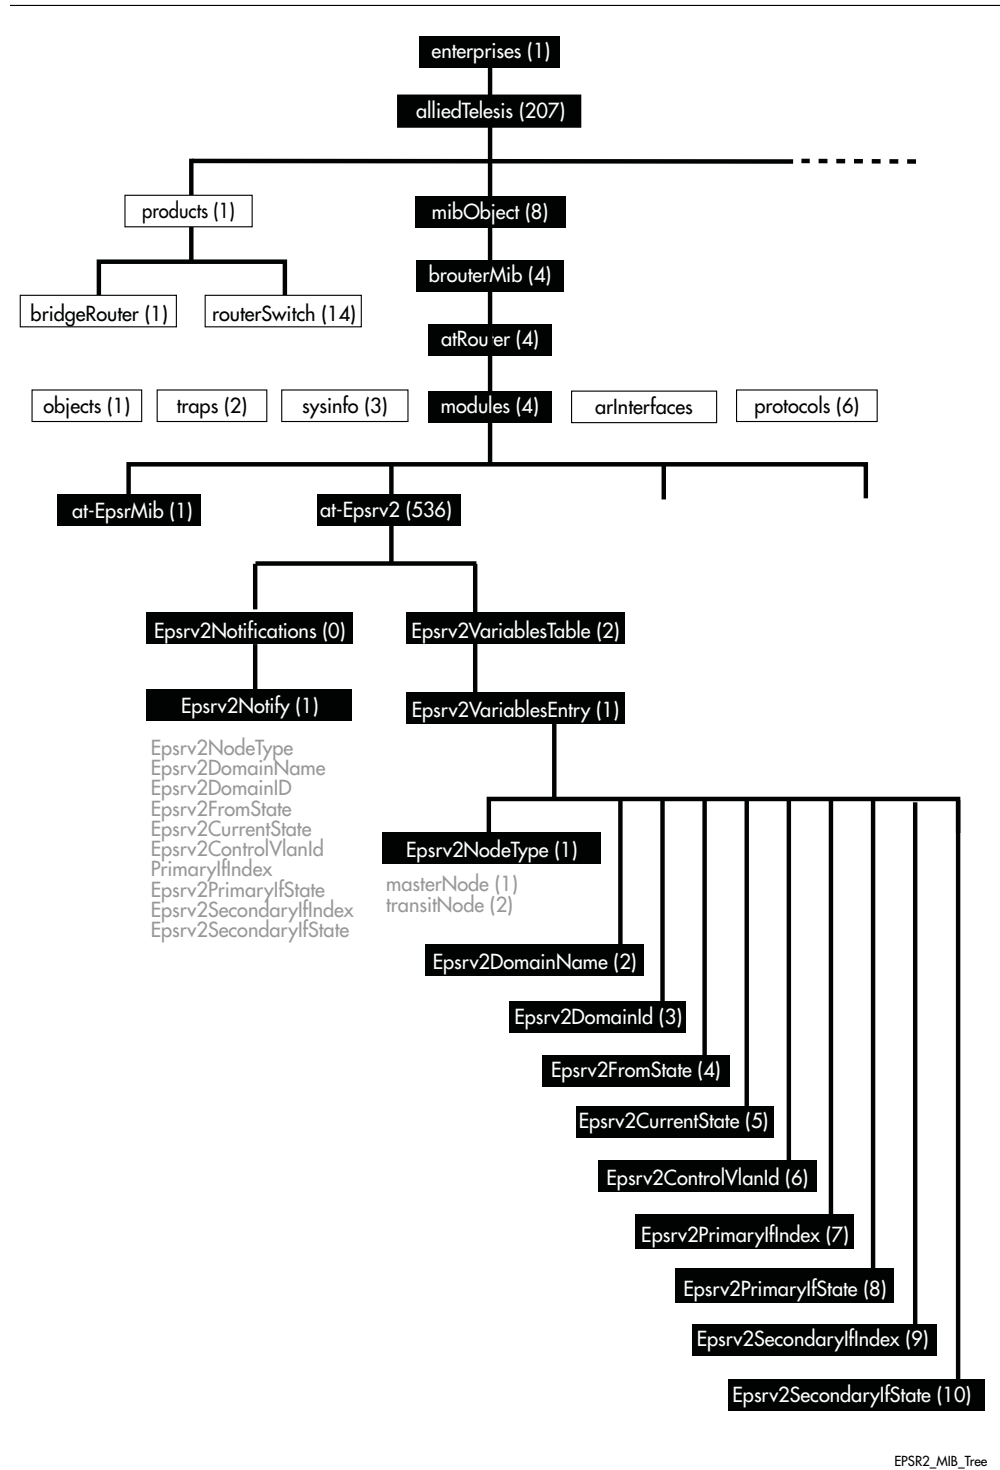 enterprises (1)
alliedTelesis (207)
products (1)
mibObject (8)
brouterMib (4)
bridgeRouter (1)
routerSwitch (14)
atRouter (4)
objects (1)
traps (2)
sysinfo (3)
modules (4)
arInterfaces
protocols (6)
at-EpsrMib (1)
at-Epsrv2 (536)
Epsrv2Notifications (0)
Epsrv2VariablesTable (2)
Epsrv2Notify (1)
Epsrv2VariablesEntry (1)
Epsrv2NodeType
Epsrv2DomainName
Epsrv2DomainID
Epsrv2FromState
Epsrv2CurrentState
Epsrv2ControlVlanId
PrimaryIfIndex
Epsrv2PrimaryIfState
Epsrv2SecondaryIfIndex
Epsrv2SecondaryIfState
Epsrv2NodeType (1)
masterNode (1)
transitNode (2)
Epsrv2DomainName (2)
Epsrv2DomainId (3)
Epsrv2FromState (4)
Epsrv2CurrentState (5)
Epsrv2ControlVlanId (6)
Epsrv2PrimaryIfIndex (7)
Epsrv2PrimaryIfState (8)
Epsrv2SecondaryIfIndex (9)
Epsrv2SecondaryIfState (10)
EPSR2_MIB_Tree